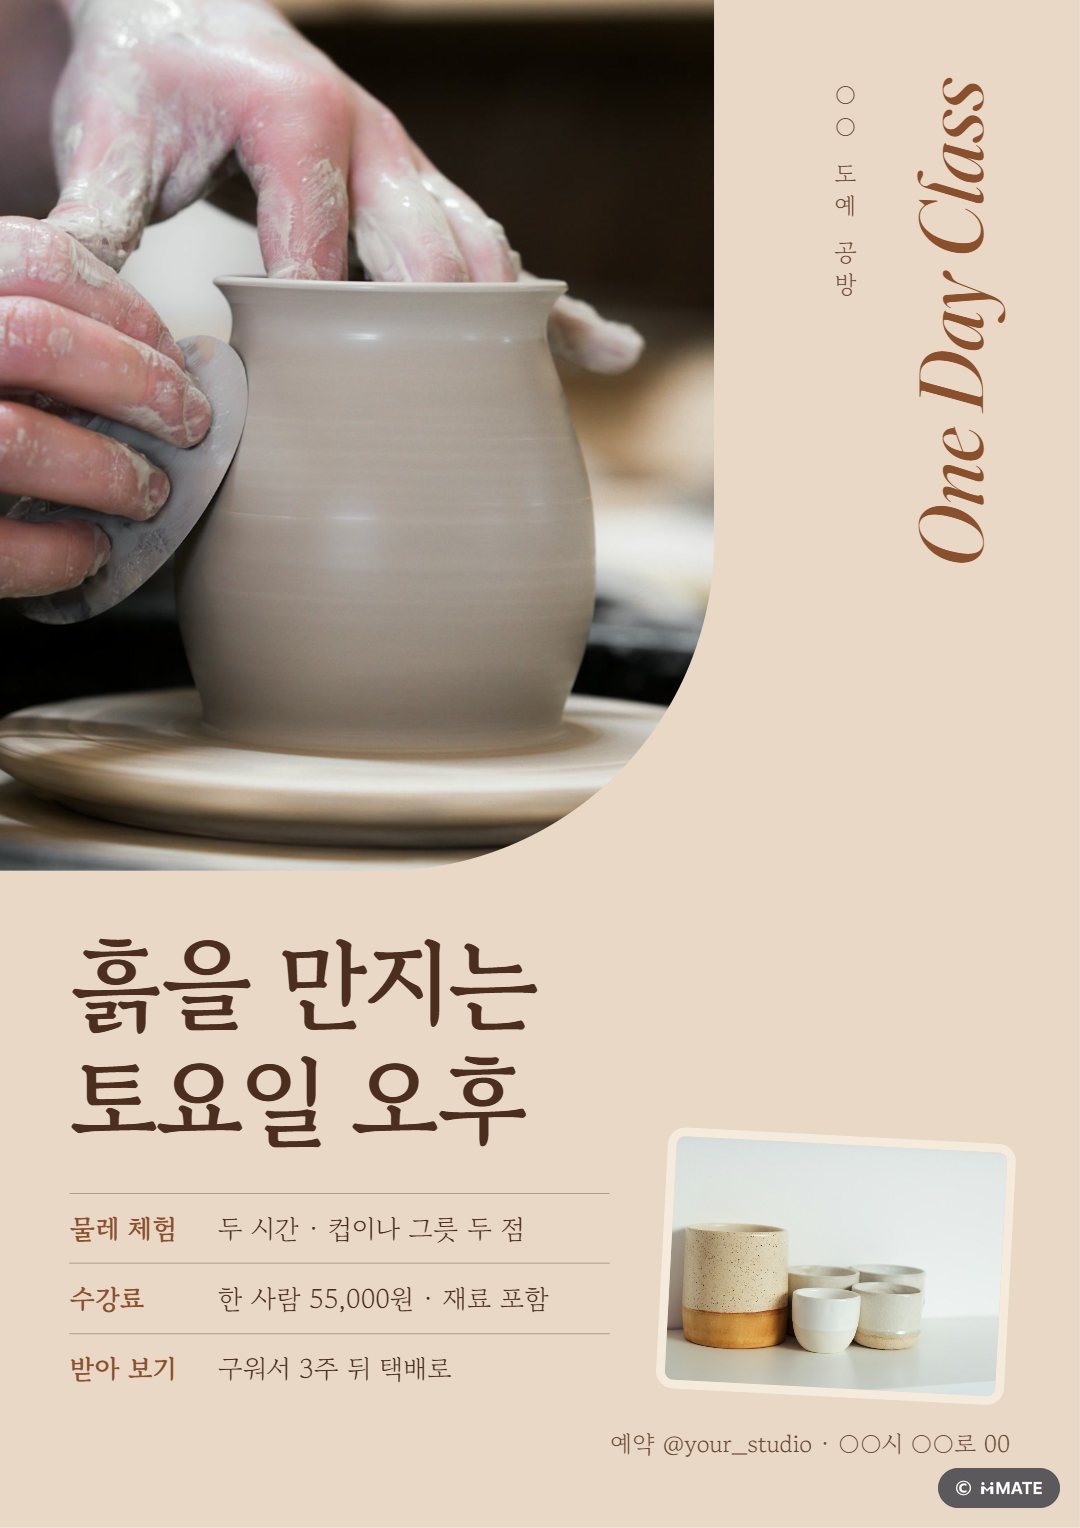 One Day Class
○○ 도예 공방
흙을 만지는
토요일 오후
물레 체험 두 시간 · 컵이나 그릇 두 점
수강료 한 사람 55,000원 · 재료 포함
받아 보기 구워서 3주 뒤 택배로
예약 @your_studio · ○○시 ○○로 00
© MMATE